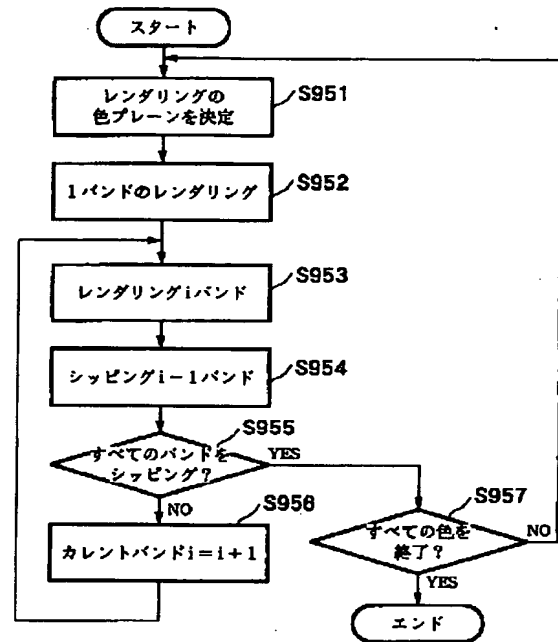 スタート
レンダリングの
色プレーンを決定
S951
1バンドのレンダリング
S952
レンダリングiバンド
S953
シッピングi−1バンド
S954
すべてのバンドを
シッピング?
S955
YES
NO
カレントバンドi=i+1
S956
すべての色を
終了?
S957
NO
YES
エンド